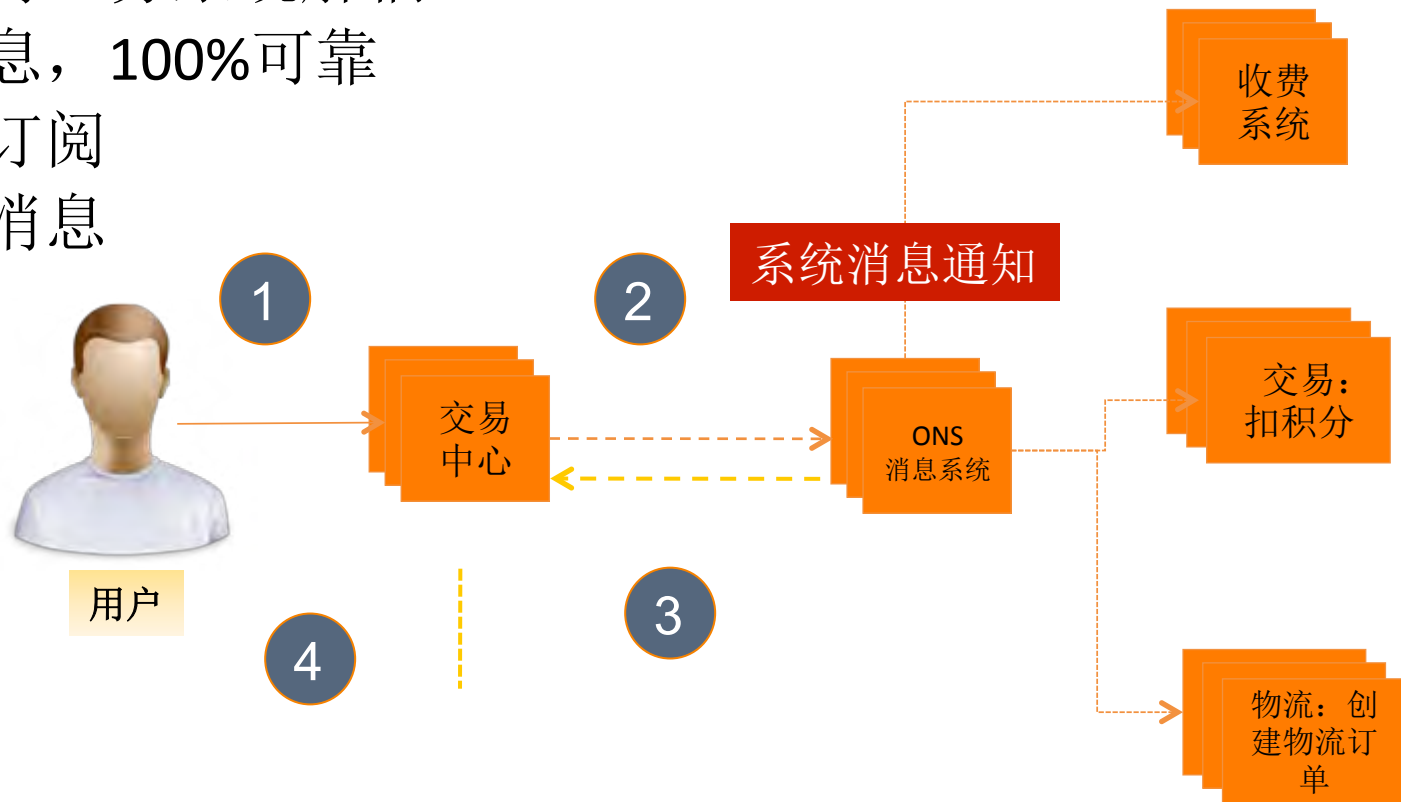 息，100%可靠
订阅
消息
收费
系统
系统消息通知
1
2
交易
中心
ONS
消息系统
交易：
扣积分
用户
3
4
物流：创
建物流订
单